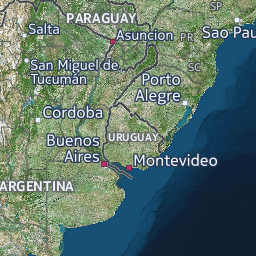 SP
PARAGUAY
Salta
Asuncion
PR
Sao Pau
San Miguel de
Tucumán
SC
Porto
Alegre
Cordoba
URUGUAY
Buenos
Aires
Montevideo
ARGENTINA